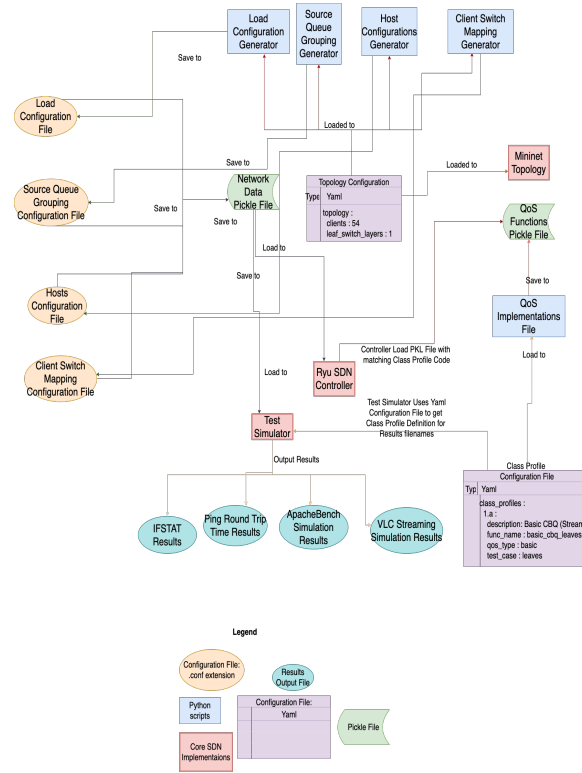 Load
Configuration
Generator
Source
Queue
Grouping
Generator
Host
Configurations
Generator
Client Switch
Mapping
Generator
Save to
Load
Configuration
File
Loaded to
Mininet
Topology
Save to
Network
Data
Pickle File
Topology Configuration
Type
Yaml
topology :
clients : 54
leaf_switch_layers : 1
Loaded to
Source Queue
Grouping
Configuration File
Save to
Save to
QoS
Functions
Pickle File
Load to
Save to
Save to
Hosts
Configuration
File
QoS
Implementations
File
Controller Load PKL File with
matching Class Profile Code
Load to
Client Switch
Mapping
Configuration File
Load to
Ryu SDN
Controller
Test Simulator Uses Yaml
Configuration File to get
Class Profile Definition for
Results filenames
Test
Simulator
Output Results
Class Profile
Configuration File
Typ
Yaml
class_profiles :
1.a :
description: Basic CBQ (Strean
func_name : basic_cbq_leaves
qos_type : basic
test_case : leaves
IFSTAT
Results
Ping Round Trip
Time Results
ApacheBench
Simulation
Results
VLC Streaming
Simulation Results
Legend
Configuration FIle:
.conf extension
Results
Output File
Python
scripts
Configuration File:
Yaml
Pickle File
Core SDN
Implementaions